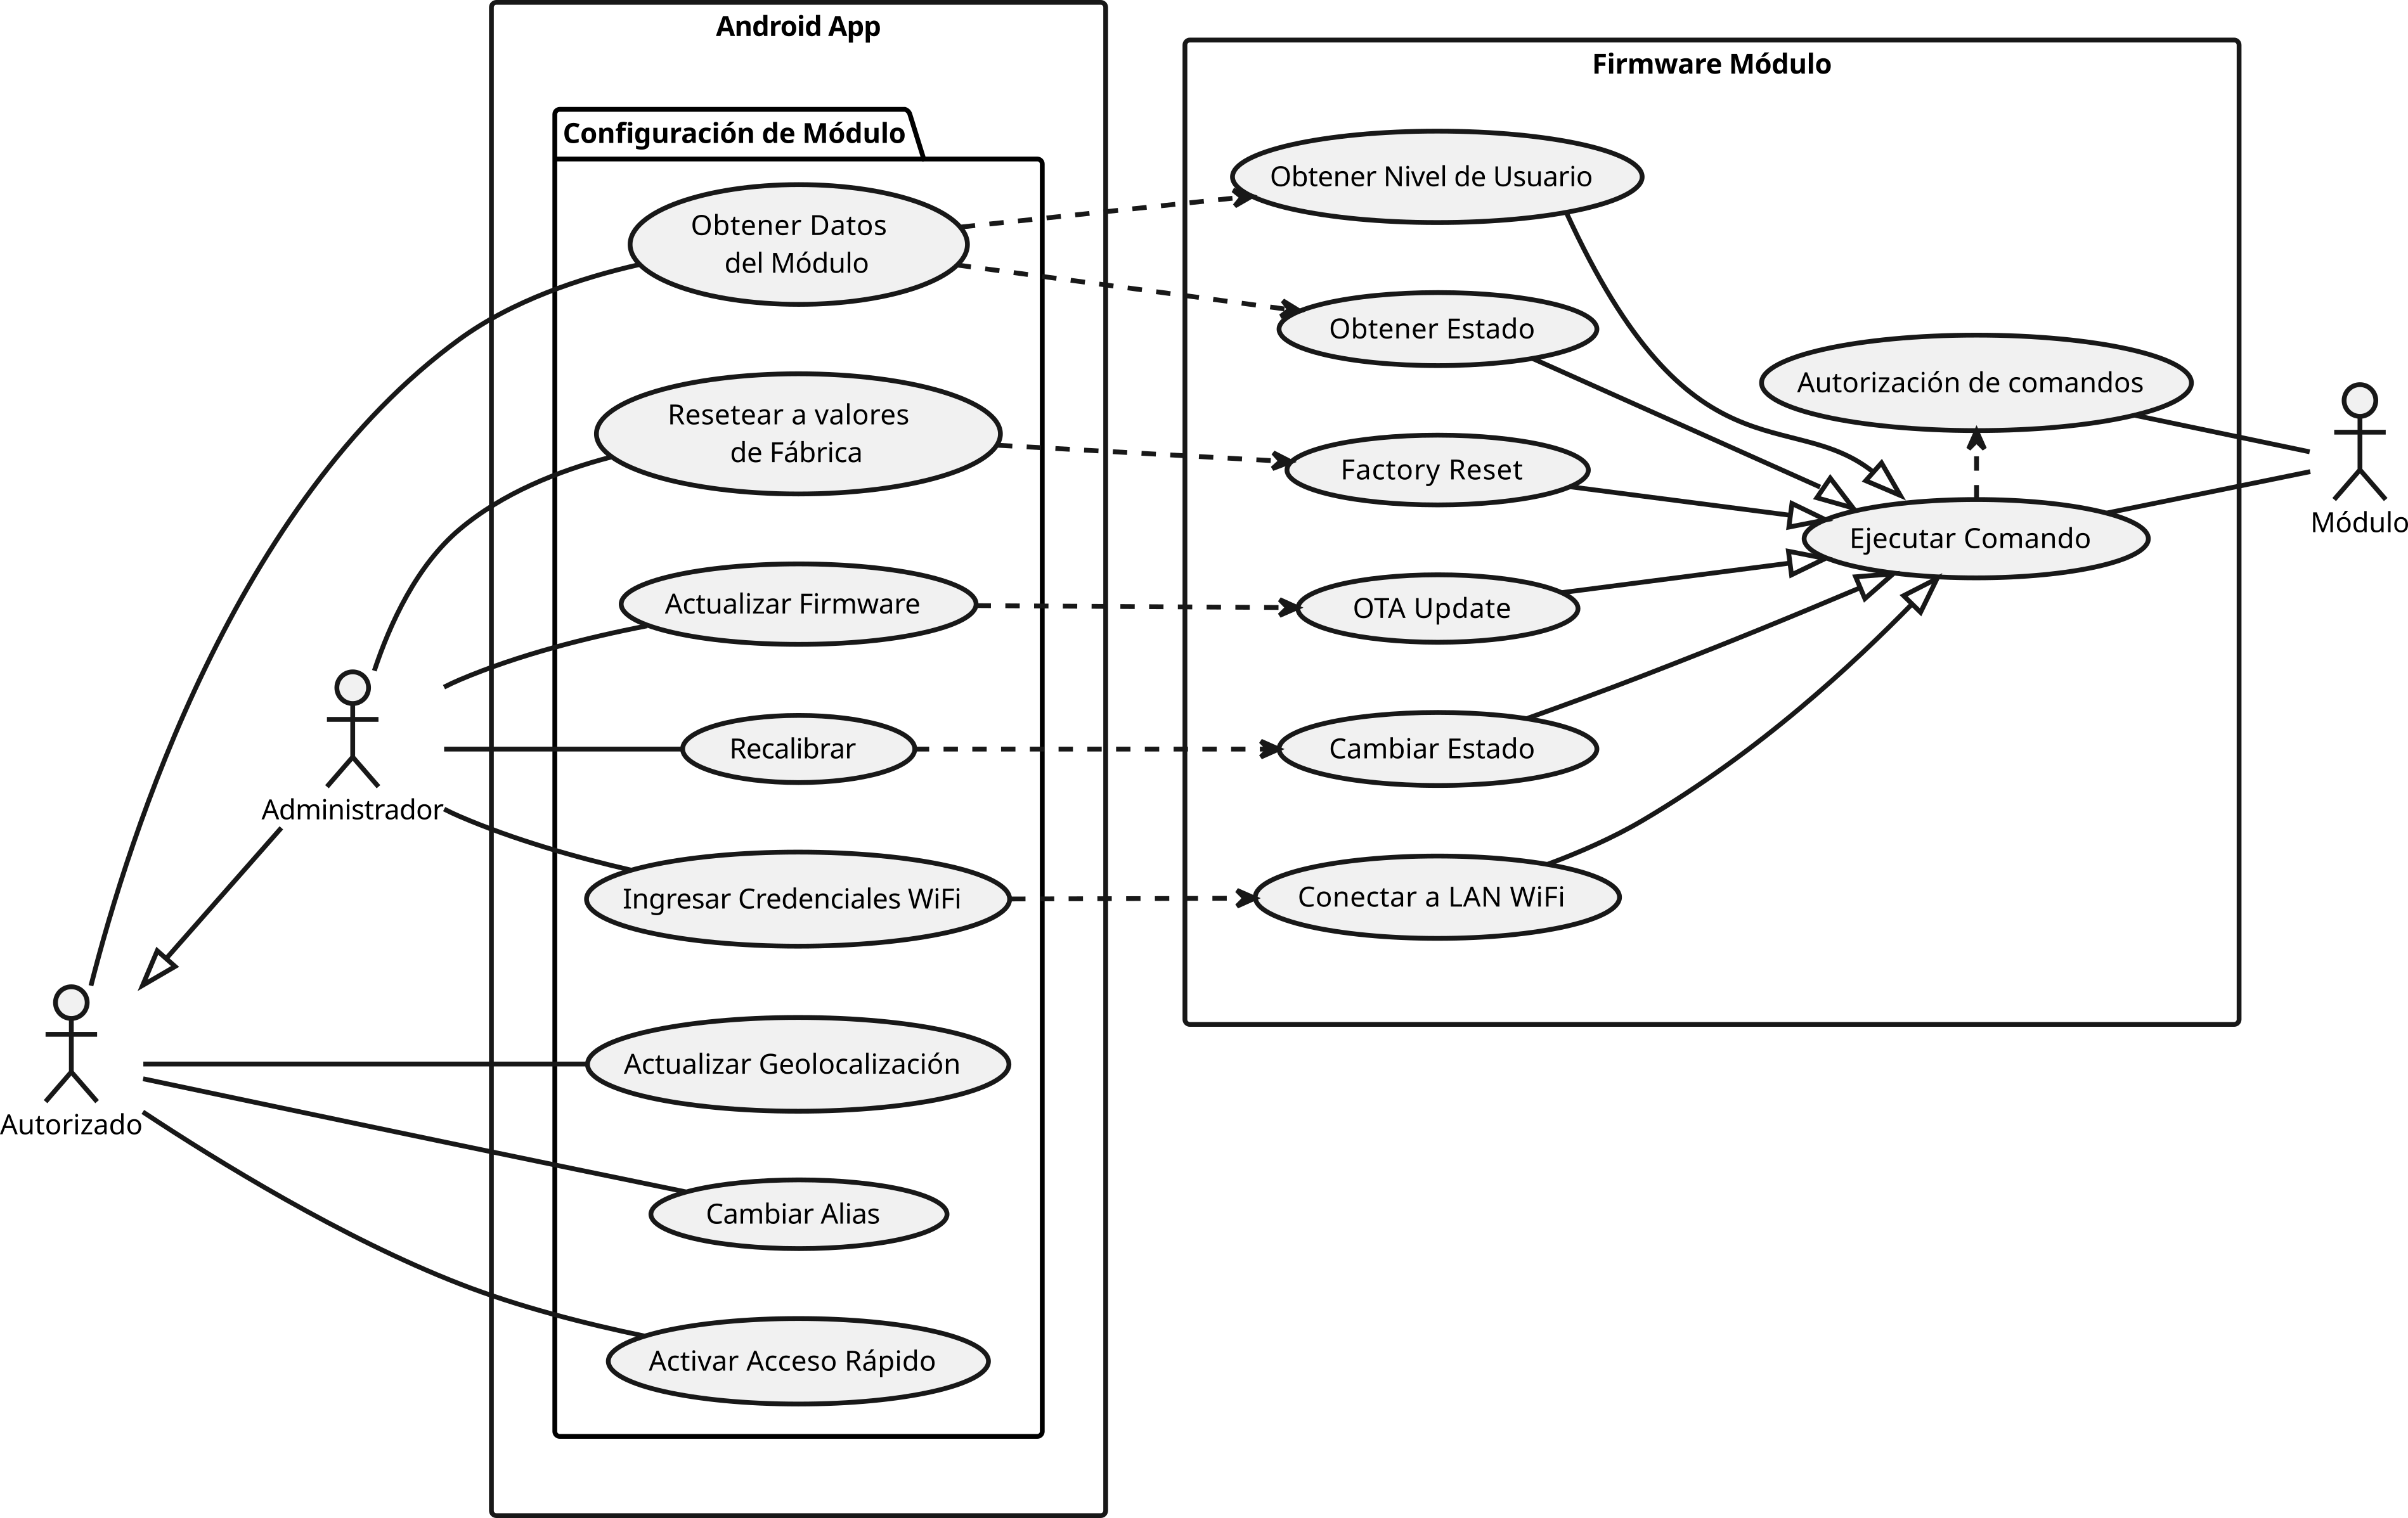 Android App
Configuración de Módulo
Obtener Datos
del Módulo
Resetear a valores
de Fábrica
Actualizar Firmware
Recalibrar
Ingresar Credenciales WiFi
Actualizar Geolocalización
Cambiar Alias
Activar Acceso Rápido
Administrador
Autorizado
Firmware Módulo
Obtener Nivel de Usuario
Obtener Estado
Factory Reset
OTA Update
Cambiar Estado
Conectar a LAN WiFi
Autorización de comandos
Ejecutar Comando
Módulo